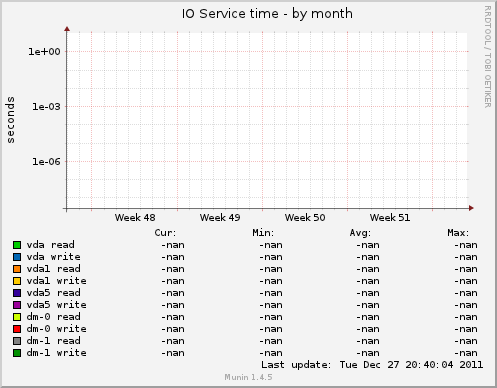 IO Service time - by month
RRDTOOL / TOBI OETIKER
seconds
1e+00
1e-03
1e-06
Week 48 Week 49 Week 50 Week 51
Cur: Min: Avg: Max:
vda read -nan -nan -nan -nan
vda write -nan -nan -nan -nan
vda1 read -nan -nan -nan -nan
vda1 write -nan -nan -nan -nan
vda5 read -nan -nan -nan -nan
vda5 write -nan -nan -nan -nan
dm-0 read -nan -nan -nan -nan
dm-0 write -nan -nan -nan -nan
dm-1 read -nan -nan -nan -nan
dm-1 write -nan -nan -nan -nan
Last update: Tue Dec 27 20:40:04 2011
Munin 1.4.5